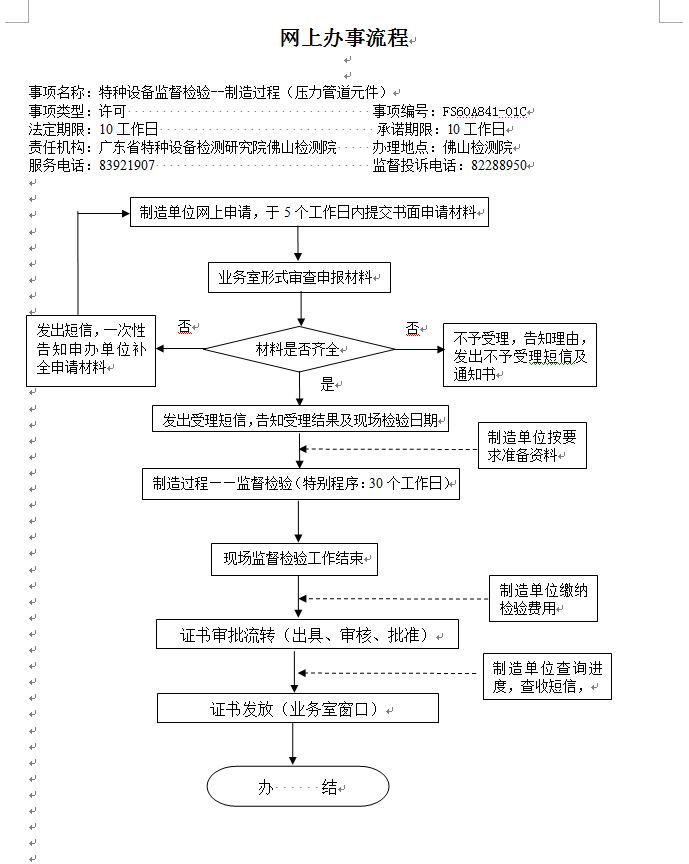 网上办事流程
事项名称：特种设备监督检验--制造过程（压力管道元件）
事项类型：许可 事项编号：FS60A841-01C
法定期限：10 工作日 承诺期限：10 工作日
责任机构：广东省特种设备检测研究院佛山检测院 办理地点：佛山检测院
服务电话：83921907 监督投诉电话：82288950
制造单位网上申请，于 5 个工作日内提交书面申请材料
业务室形式审查申报材料
发出短信，一次性
告知申办单位补
全申请材料
否
材料是否齐全
否
不予受理，告知理由，
发出不予受理短信及
通知书
是
发出受理短信，告知受理结果及现场检验日期
制造单位按要
求准备资料
制造过程——监督检验（特别程序：30 个工作日）
现场监督检验工作结束
制造单位缴纳
检验费用
证书审批流转（出具、审核、批准）
制造单位查询进
度，查收短信，
证书发放（业务室窗口）
办 结